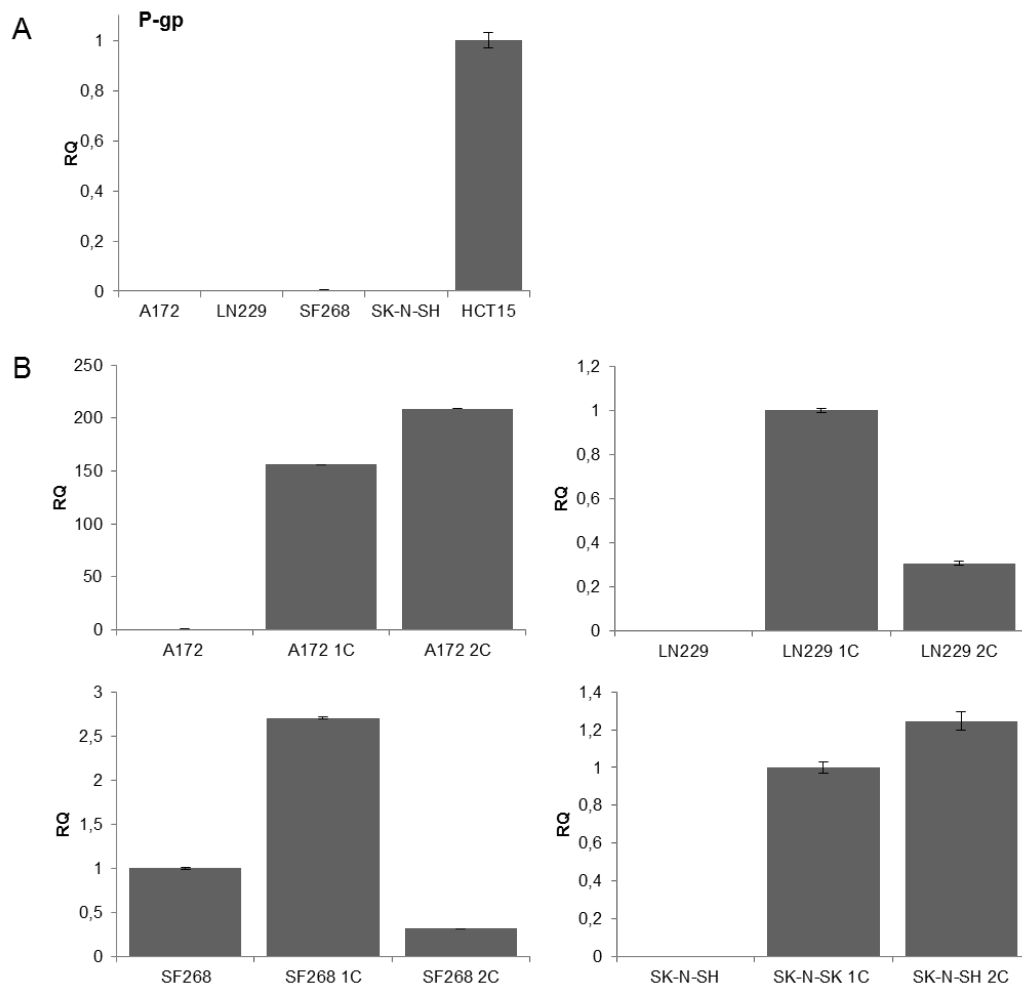 A
P-gp
RQ
1
0,8
0,6
0,4
0,2
0
A172 LN229 SF268 SK-N-SH HCT15
B
RQ
250
200
150
100
50
0
A172 A172 1C A172 2C
RQ
1,2
1
0,8
0,6
0,4
0,2
0
LN229 LN229 1C LN229 2C
RQ
3
2,5
2
1,5
1
0,5
0
SF268 SF268 1C SF268 2C
RQ
1,4
1,2
1
0,8
0,6
0,4
0,2
0
SK-N-SH SK-N-SK 1C SK-N-SH 2C